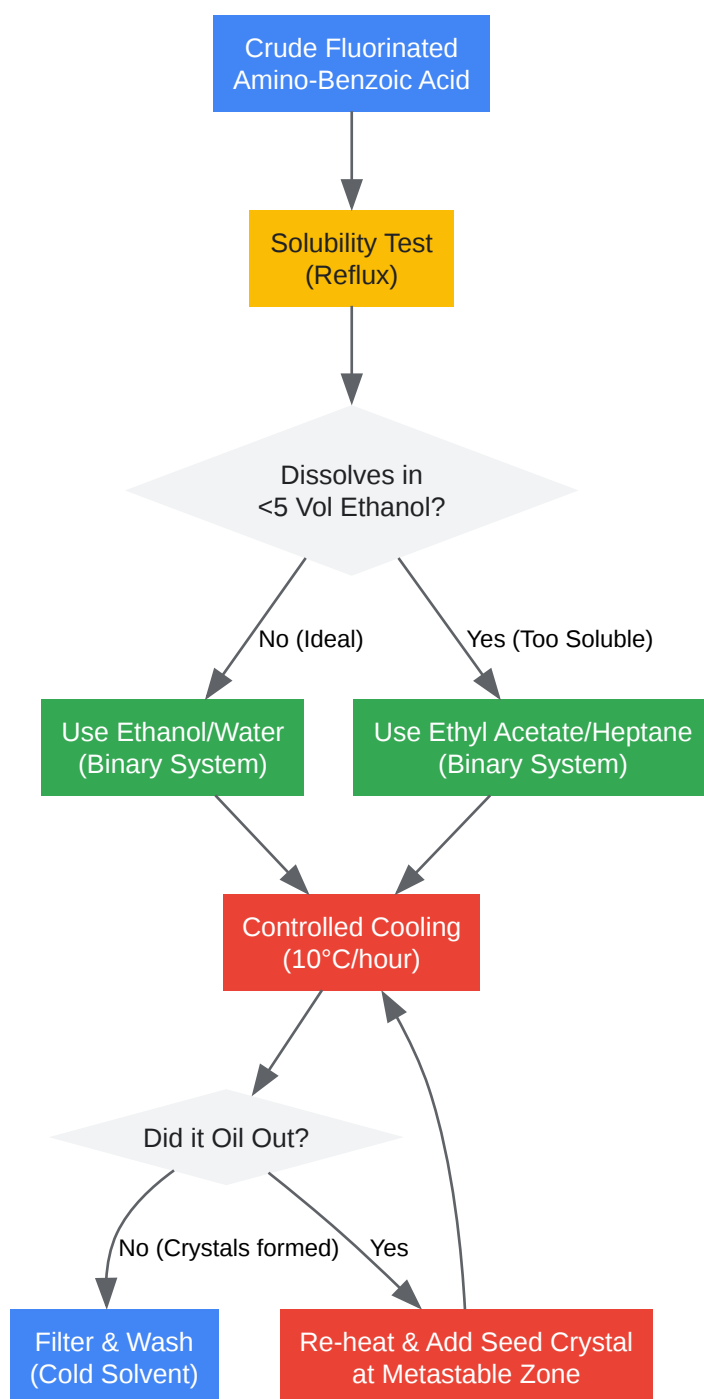 Crude Fluorinated
Amino-Benzoic Acid
Solubility Test
(Reflux)
Dissolves in
<5 Vol Ethanol?
No (Ideal)
Yes (Too Soluble)
Use Ethanol/Water
(Binary System)
Use Ethyl Acetate/Heptane
(Binary System)
Controlled Cooling
(10°C/hour)
Did it Oil Out?
No (Crystals formed)
Yes
Filter & Wash
(Cold Solvent)
Re-heat & Add Seed Crystal
at Metastable Zone